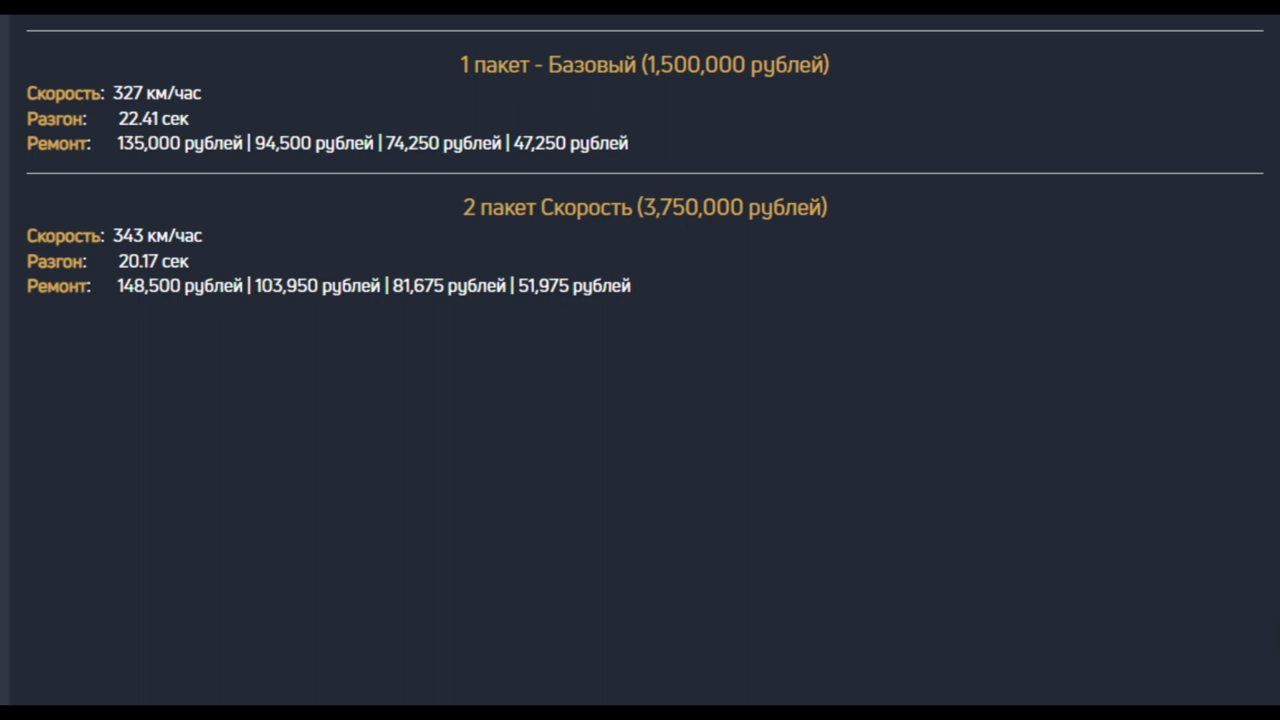 1 пакет - Базовый (1,500,000 рублей)
Скорость: 327 км/час
Разгон: 22.41 сек
Ремонт: 135,000 рублей | 94,500 рублей | 74,250 рублей | 47,250 рублей
2 пакет Скорость (3,750,000 рублей)
Скорость: 343 км/час
Разгон: 20.17 сек
Ремонт: 148,500 рублей | 103,950 рублей | 81,675 рублей | 51,975 рублей